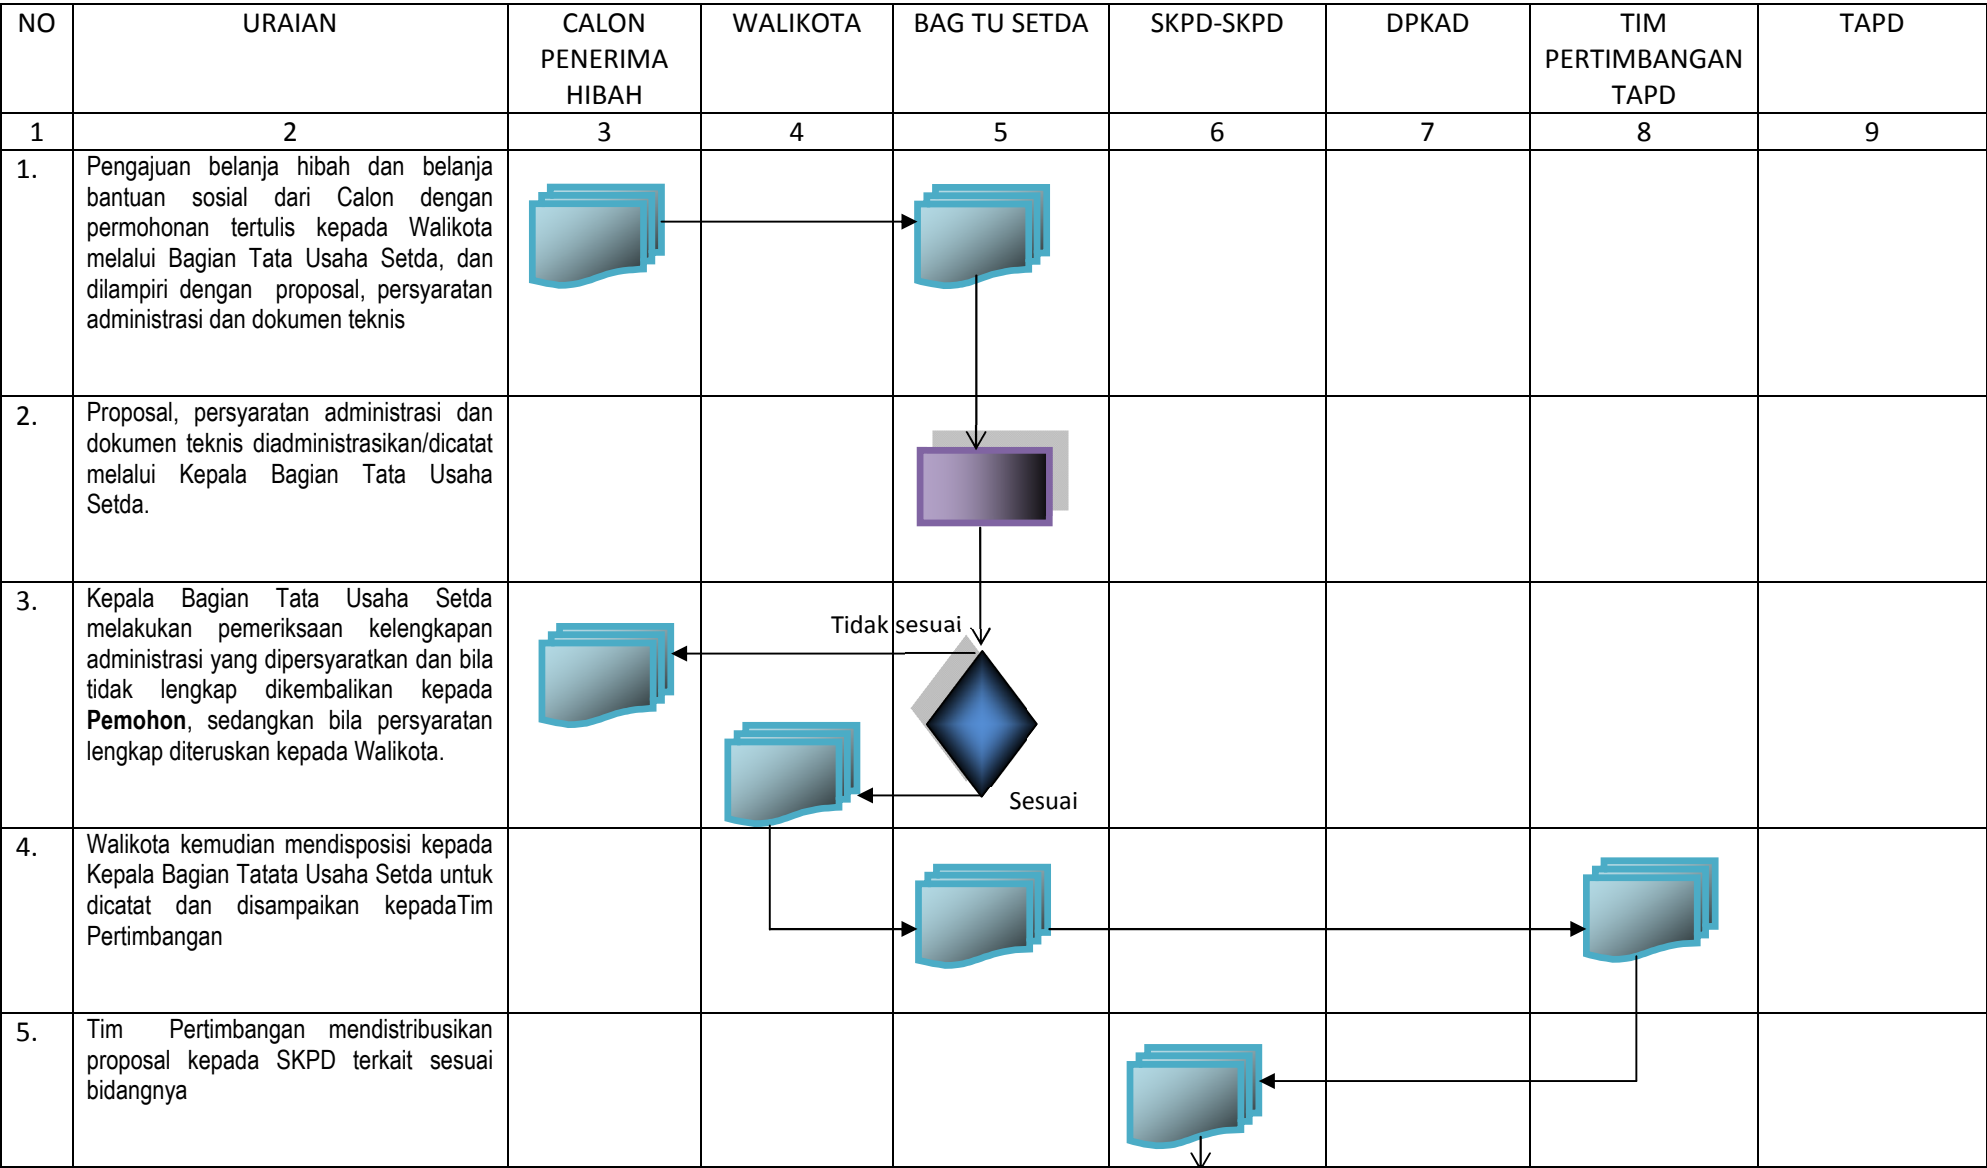 NO
URAIAN
CALON
PENERIMA
HIBAH
WALIKOTA
BAG TU SETDA
SKPD-SKPD
DPKAD
TIM
PERTIMBANGAN
TAPD
TAPD
1
2
3
4
5
6
7
8
9
1.
Pengajuan belanja hibah dan belanja
bantuan sosial dari Calon dengan
permohonan tertulis kepada Walikota
melalui Bagian Tata Usaha Setda, dan
dilampiri dengan proposal, persyaratan
administrasi dan dokumen teknis
2.
Proposal, persyaratan administrasi dan
dokumen teknis diadministrasikan/dicatat
melalui Kepala Bagian Tata Usaha
Setda.
3.
Kepala Bagian Tata Usaha Setda
melakukan pemeriksaan kelengkapan
administrasi yang dipersyaratkan dan bila
tidak lengkap dikembalikan kepada
Pemohon, sedangkan bila persyaratan
lengkap diteruskan kepada Walikota.
Tidak sesuai
Sesuai
4.
Walikota kemudian mendisposisi kepada
Kepala Bagian Tatata Usaha Setda untuk
dicatat dan disampaikan kepadaTim
Pertimbangan
5.
Tim Pertimbangan mendistribusikan
proposal kepada SKPD terkait sesuai
bidangnya